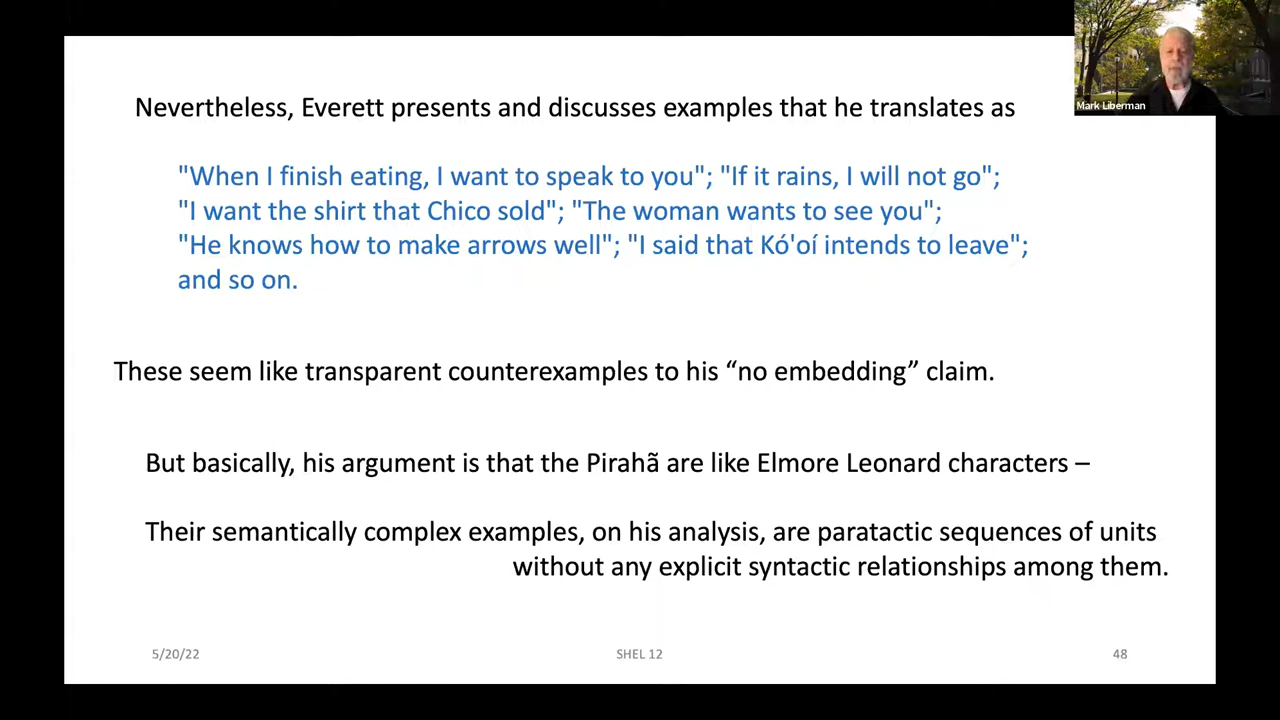 Mark Liberman
Nevertheless, Everett presents and discusses examples that he translates as
"When I finish eating, I want to speak to you"; "If it rains, I will not go";
"I want the shirt that Chico sold"; "The woman wants to see you";
"He knows how to make arrows well"; "I said that Kó'oí intends to leave";
and so on.
These seem like transparent counterexamples to his “no embedding” claim.
But basically, his argument is that the Pirahã are like Elmore Leonard characters –
Their semantically complex examples, on his analysis, are paratactic sequences of units
without any explicit syntactic relationships among them.
5/20/22
SHEL 12
48